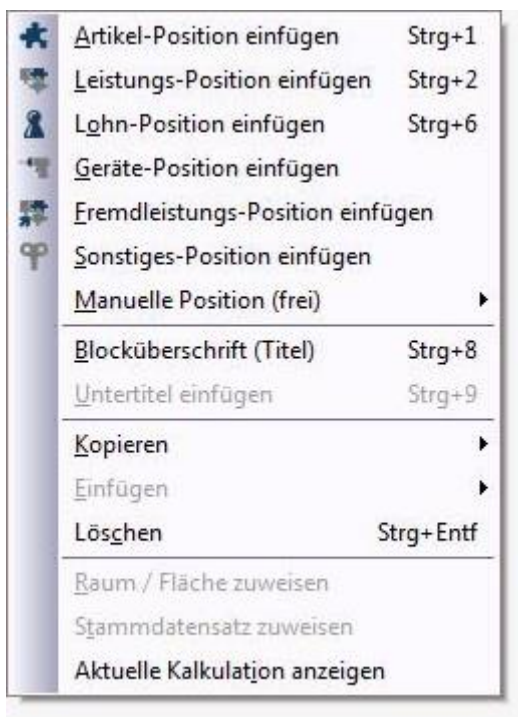 Artikel-Position einfügen Strg+1
Leistungs-Position einfügen Strg+2
Lohn-Position einfügen Strg+6
Geräte-Position einfügen
Fremdleistungs-Position einfügen
Sonstiges-Position einfügen
Manuelle Position (frei)
Blocküberschrift (Titel) Strg+8
Untertitel einfügen Strg+9
Kopieren
Einfügen
Löschen Strg+Entf
Raum / Fläche zuweisen
Stammdatensatz zuweisen
Aktuelle Kalkulation anzeigen